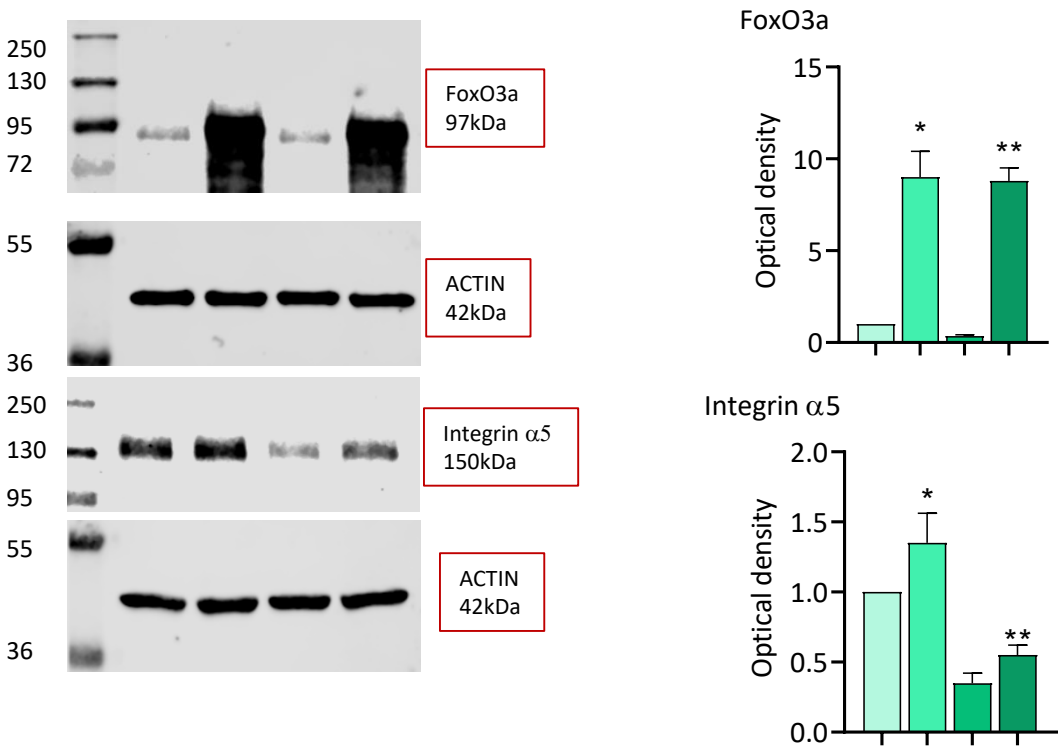 250
130
95
72
FoxO3a
97kDa
55
36
ACTIN
42kDa
250
130
95
Integrin α5
150kDa
55
36
ACTIN
42kDa
FoxO3a
Optical density
15
10
5
0
*
**
Integrin α5
Optical density
2.0
1.5
1.0
0.5
0.0
*
**